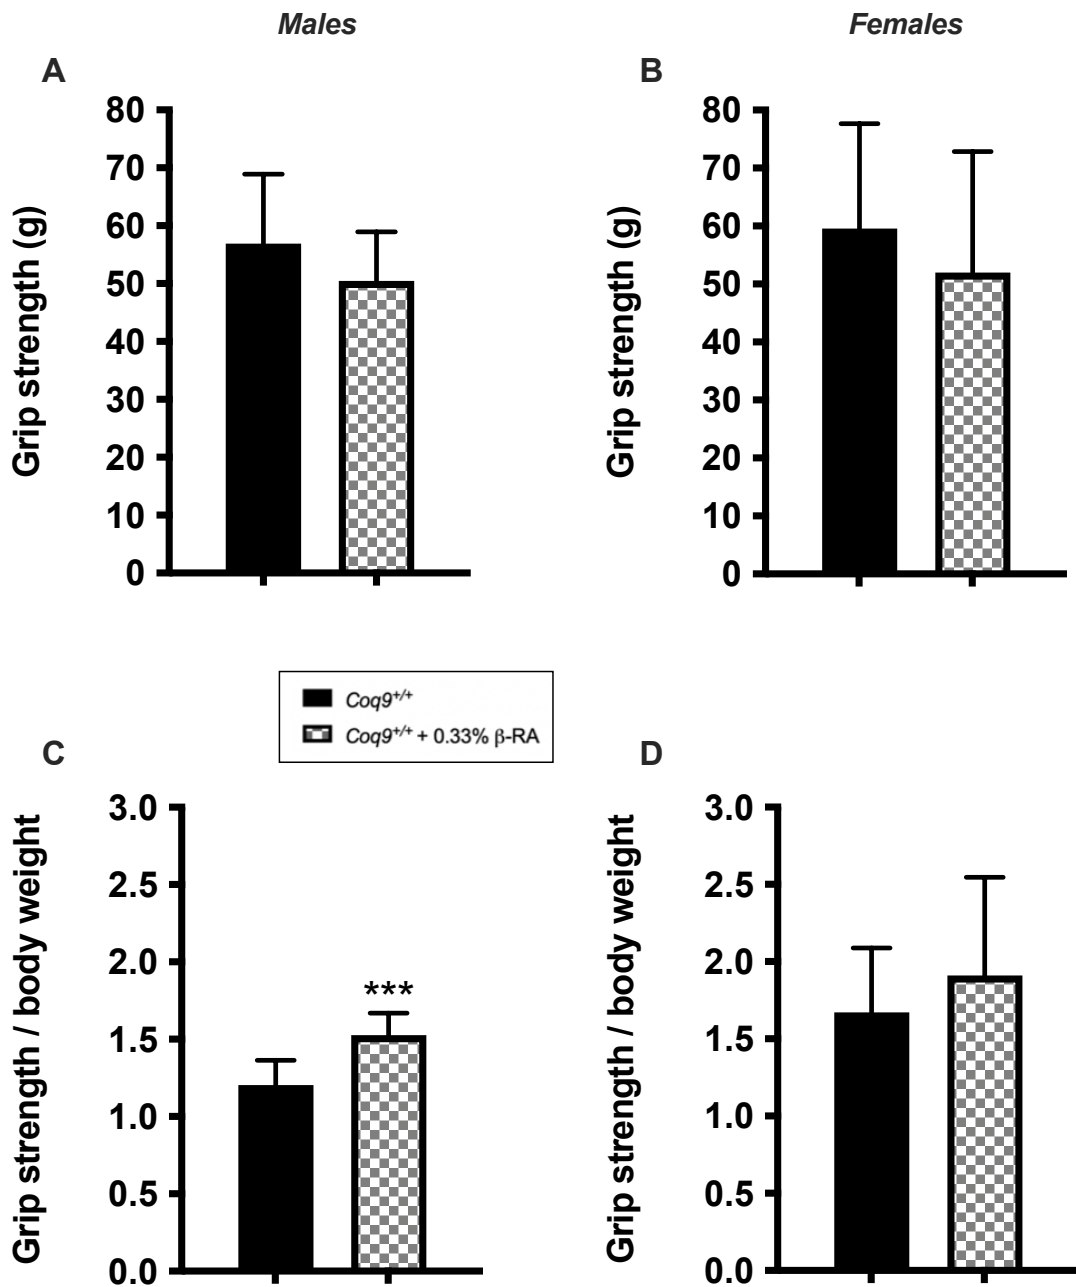 Males
Females
A
B
Grip strength (g)
80
70
60
50
40
30
20
10
0
Grip strength (g)
80
70
60
50
40
30
20
10
0
Coq9+/+
Coq9+/+ + 0.33% β-RA
C
D
Grip strength / body weight
3.0
2.5
2.0
1.5
1.0
0.5
0.0
***
Grip strength / body weight
3.0
2.5
2.0
1.5
1.0
0.5
0.0